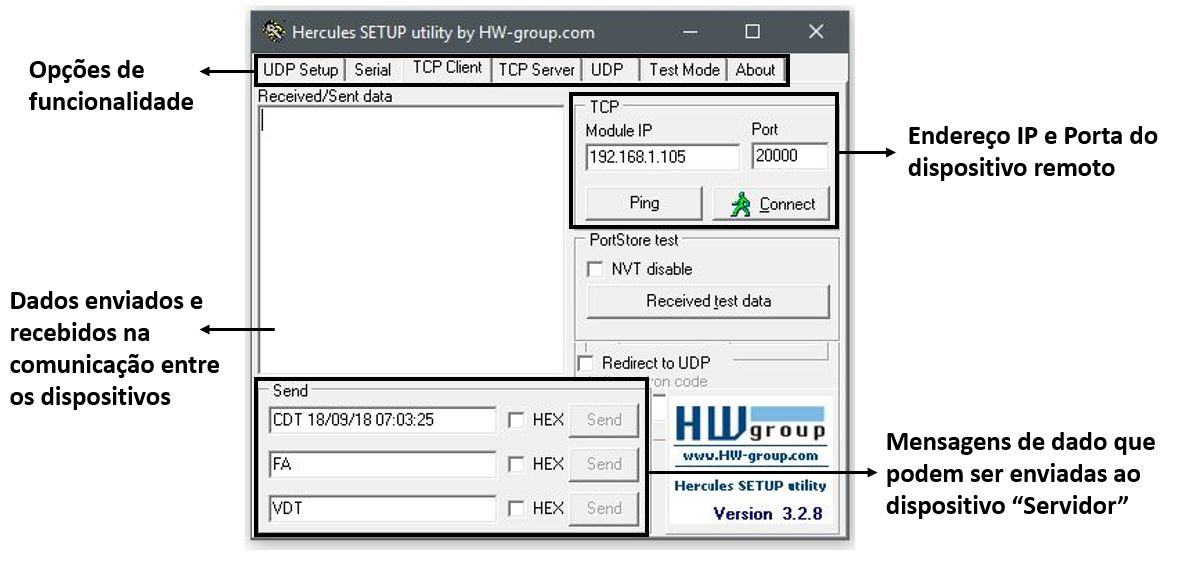 Hercules SETUP utility by HW-group.com
Opções de
funcionalidade
UDP Setup Serial TCP Client TCP Server UDP Test Mode About
Received/Sent data
TCP
Module IP Port
192.168.1.105 20000
Ping Connect
Endereço IP e Porta do
dispositivo remoto
PortStore test
NVT disable
Received test data
Dados enviados e
recebidos na
comunicação entre
os dispositivos
Redirect to UDP
code
Send
CDT 18/09/18 07:03:25 HEX Send
FA HEX Send
VDT HEX Send
HW group
www.HW-group.com
Hercules SETUP utility
Version 3.2.8
Mensagens de dado que
podem ser enviadas ao
dispositivo “Servidor”